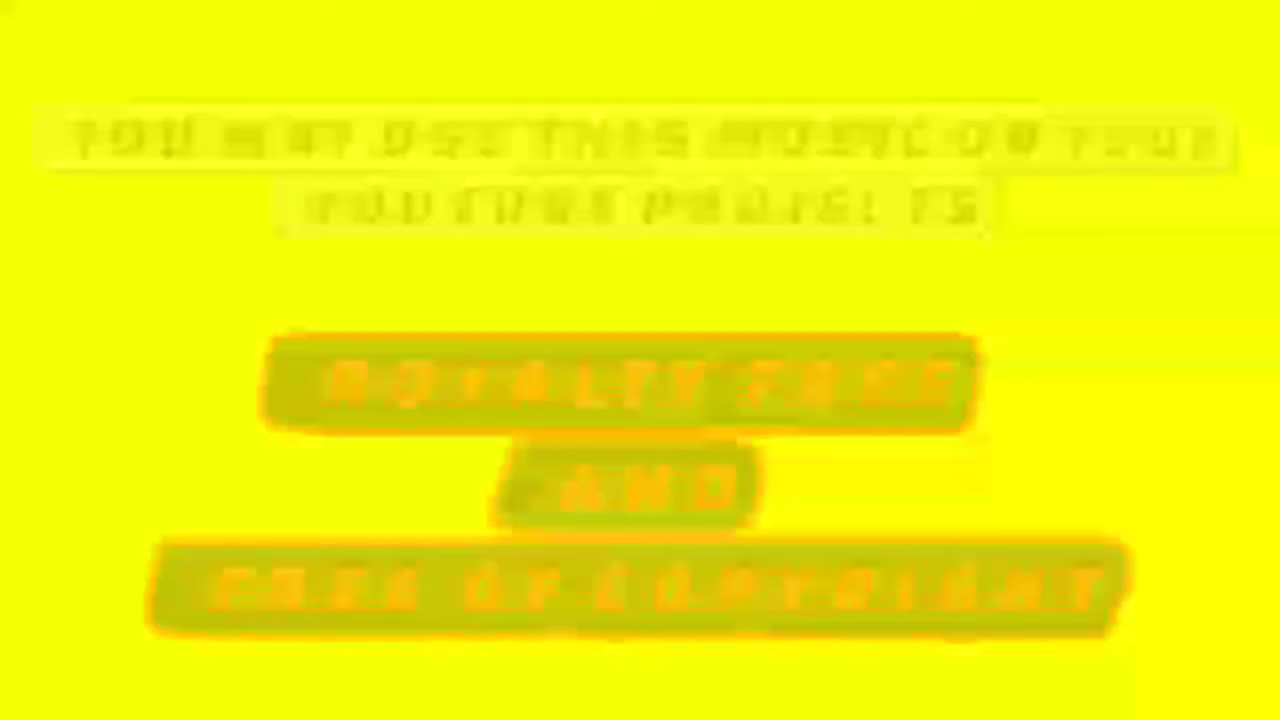 YOU MAY USE THIS MUSIC ON YOUR
YOUTUBE PROJECTS
ROYALTY FREE
AND
FREE OF COPYRIGHT